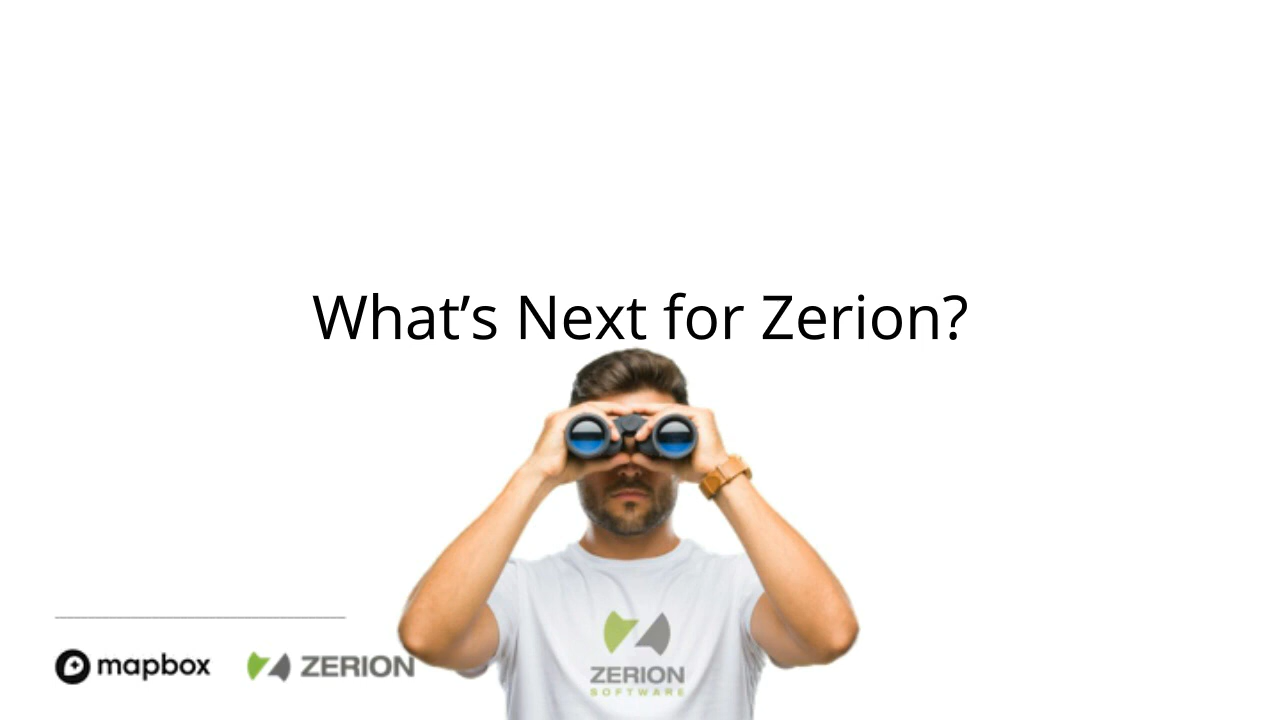 What’s Next for Zerion?
mapbox
ZERION
ZERION
SOFTWARE